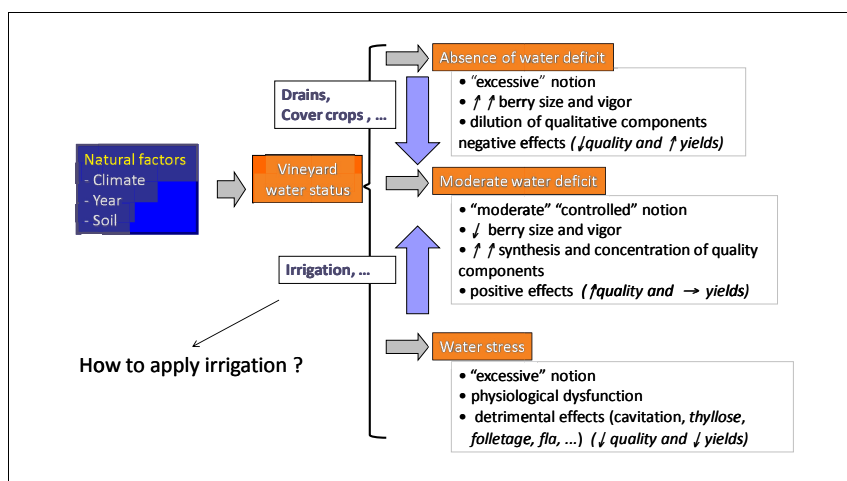 Natural factors
- Climate
- Year
- Soil
Vineyard
water status
Drains,
Cover crops , ...
Irrigation, ...
How to apply irrigation ?
Absence of water deficit
• “excessive” notion
• ↑ ↑ berry size and vigor
• dilution of qualitative components
negative effects (↓quality and ↑ yields)
Moderate water deficit
• “moderate” “controlled” notion
• ↓ berry size and vigor
• ↑ ↑ synthesis and concentration of quality
components
• positive effects (↑quality and → yields)
Water stress
• “excessive” notion
• physiological dysfunction
• detrimental effects (cavitation, thyllose,
folletage, fla, ...) (↓ quality and ↓ yields)